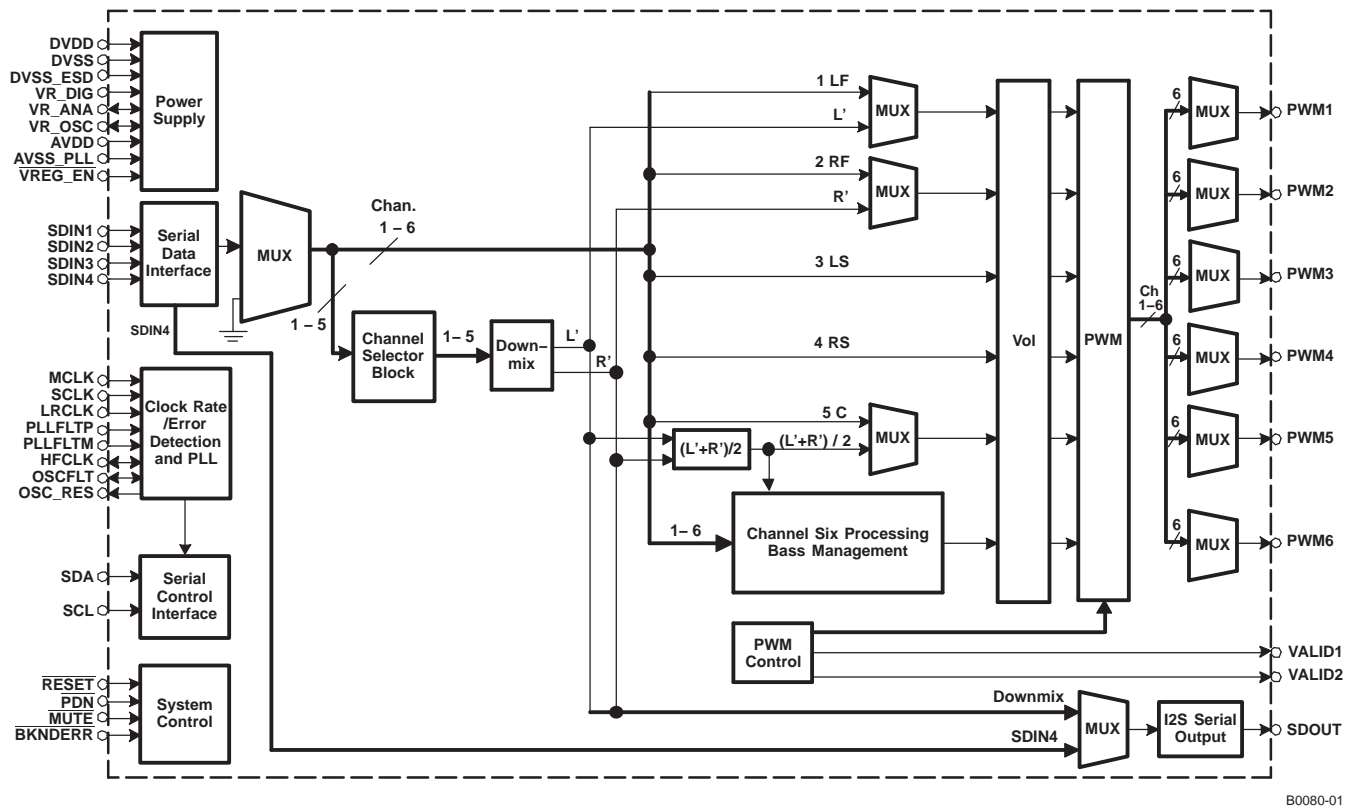 DVDD
DVSS
DVSS_ESD
VR_DIG
VR_ANA
VR_OSC
AVDD
AVSS_PLL
VREG_EN
Power
Supply
SDIN1
SDIN2
SDIN3
SDIN4
Serial
Data
Interface
SDIN4
MUX
Chan.
1 – 6
1 – 5
Channel
Selector
Block
1– 5
Down–
mix
L’
R’
MCLK
SCLK
LRCLK
PLLFLTP
PLLFLTM
HFCLK
OSCFLT
OSC_RES
Clock Rate
/Error
Detection
and PLL
SDA
SCL
Serial
Control
Interface
RESET
PDN
MUTE
BKNDERR
System
Control
1 LF
L’
MUX
2 RF
R’
MUX
3 LS
4 RS
5 C
(L’+R’)/2
(L’+R’) / 2
MUX
1– 6
Channel Six Processing
Bass Management
Vol
PWM
Ch
1–6
PWM
Control
6
MUX
PWM1
6
MUX
PWM2
6
MUX
PWM3
6
MUX
PWM4
6
MUX
PWM5
6
MUX
PWM6
VALID1
VALID2
Downmix
SDIN4
MUX
I2S Serial
Output
SDOUT
B0080-01